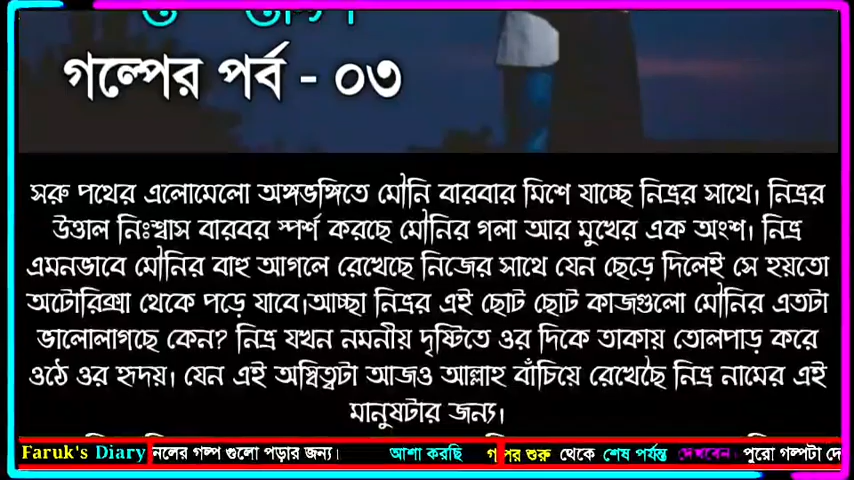 গল্পের পর্ব - ০৩
সরু পথের এলোমেলো অঙ্গভঙ্গিতে মৌনি বারবার মিশে যাচ্ছে নিভ্রর সাথে। নিভ্রর
উত্তাল নিঃশ্বাস বারবর স্পর্শ করছে মৌনির গলা আর মুখের এক অংশ। নিভ্র
এমনভাবে মৌনির বাহু আগলে রেখেছে নিজের সাথে যেন ছেড়ে দিলেই সে হয়তো
অটোরিক্সা থেকে পড়ে যাবে।আচ্ছা নিভ্রর এই ছোট ছোট কাজগুলো মৌনির এতটা
ভালোলাগছে কেন? নিভ্র যখন নমনীয় দৃষ্টিতে ওর দিকে তাকায় তোলপাড় করে
ওঠে ওর হৃদয়। যেন এই অস্বিত্বটা আজও আল্লাহ বাঁচিয়ে রেখেছৈ নিভ্র নামের এই
মানুষটার জন্য।
Faruk's Diary নলের গল্প গুলো পড়ার জন্য। আশা করছি শুরু থেকে শেষ পর্যন্ত দেখবেন। পুরো গল্পটা